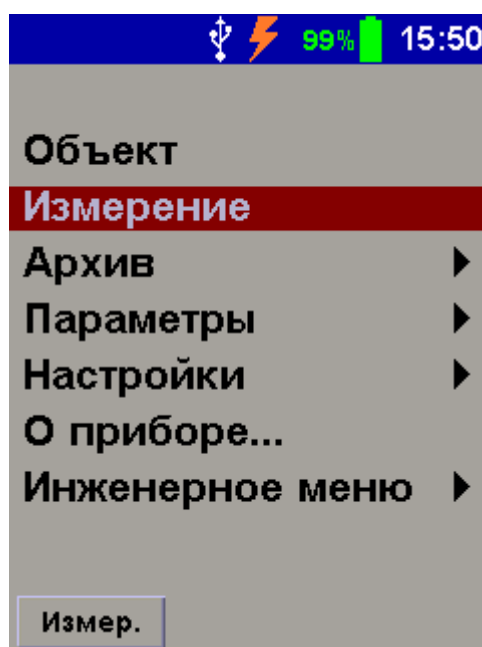 99% 15:50
Объект
Измерение
Архив
Параметры
Настройки
О приборе...
Инженерное меню
Измер.